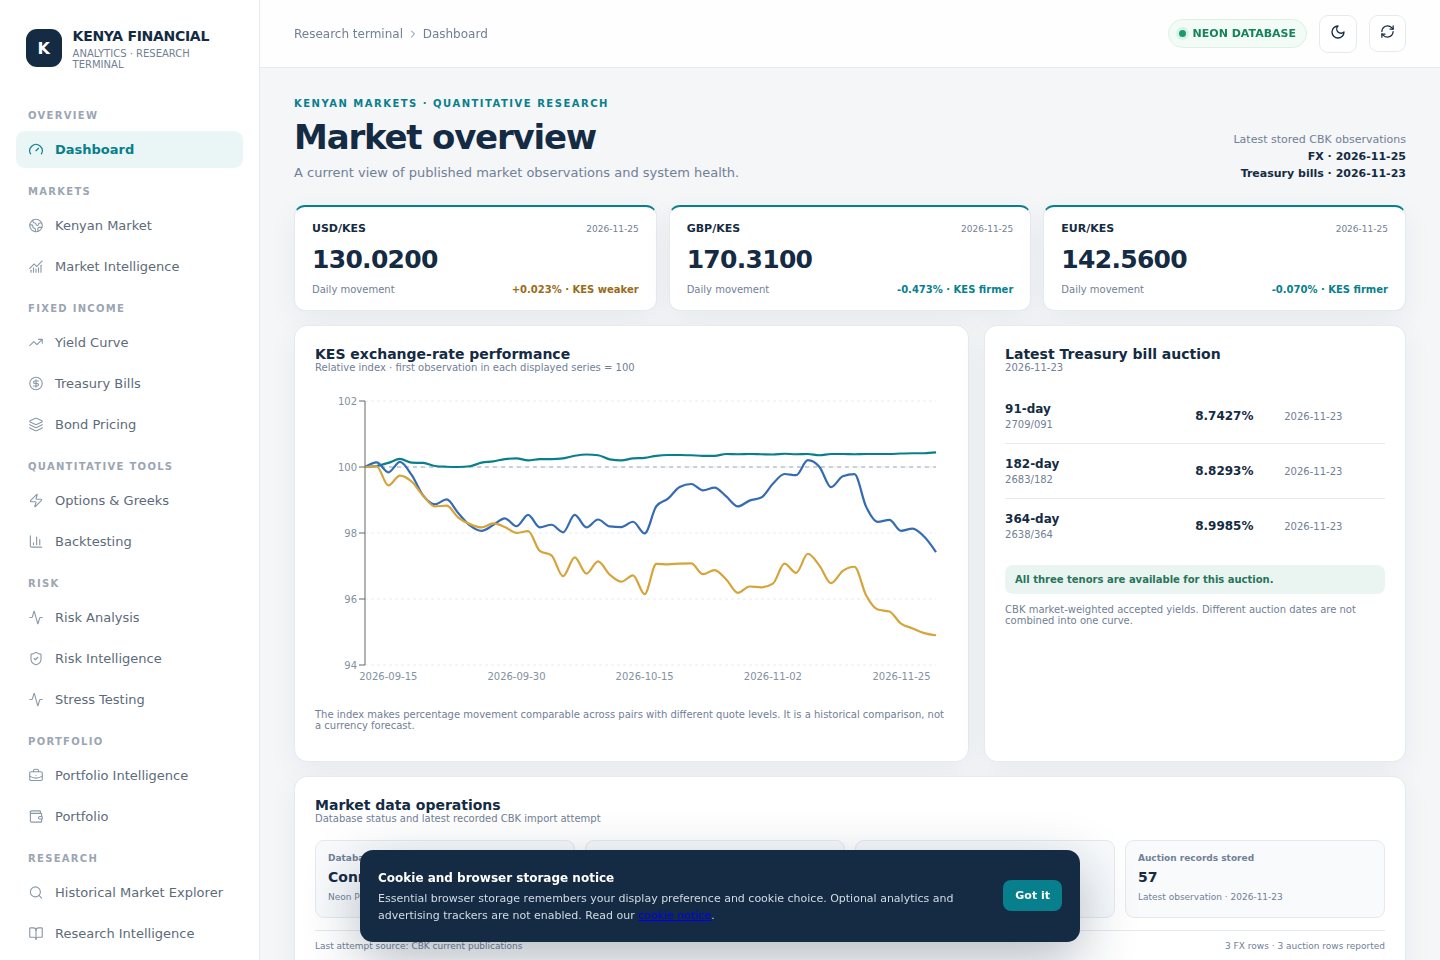 K
KENYA FINANCIAL
ANALYTICS · RESEARCH
TERMINAL
OVERVIEW
Dashboard
MARKETS
Kenyan Market
Market Intelligence
FIXED INCOME
Yield Curve
Treasury Bills
Bond Pricing
QUANTITATIVE TOOLS
Options & Greeks
Backtesting
RISK
Risk Analysis
Risk Intelligence
Stress Testing
PORTFOLIO
Portfolio Intelligence
Portfolio
RESEARCH
Historical Market Explorer
Research Intelligence
Research terminal > Dashboard
NEON DATABASE
KENYAN MARKETS · QUANTITATIVE RESEARCH
Market overview
A current view of published market observations and system health.
Latest stored CBK observations
FX · 2026-11-25
Treasury bills · 2026-11-23
USD/KES 2026-11-25
130.0200
Daily movement +0.023% · KES weaker
GBP/KES 2026-11-25
170.3100
Daily movement -0.473% · KES firmer
EUR/KES 2026-11-25
142.5600
Daily movement -0.070% · KES firmer
KES exchange-rate performance
Relative index · first observation in each displayed series = 100
102
100
98
96
94
2026-09-15 2026-09-30 2026-10-15 2026-11-02 2026-11-25
The index makes percentage movement comparable across pairs with different quote levels. It is a historical comparison, not
a currency forecast.
Latest Treasury bill auction
2026-11-23
91-day
2709/091
8.7427% 2026-11-23
182-day
2683/182
8.8293% 2026-11-23
364-day
2638/364
8.9985% 2026-11-23
All three tenors are available for this auction.
CBK market-weighted accepted yields. Different auction dates are not
combined into one curve.
Market data operations
Database status and latest recorded CBK import attempt
Auction records stored
57
Latest observation · 2026-11-23
Cookie and browser storage notice
Essential browser storage remembers your display preference and cookie choice. Optional analytics and
advertising trackers are not enabled. Read our cookie notice.
Got it
Last attempt source: CBK current publications
3 FX rows · 3 auction rows reported